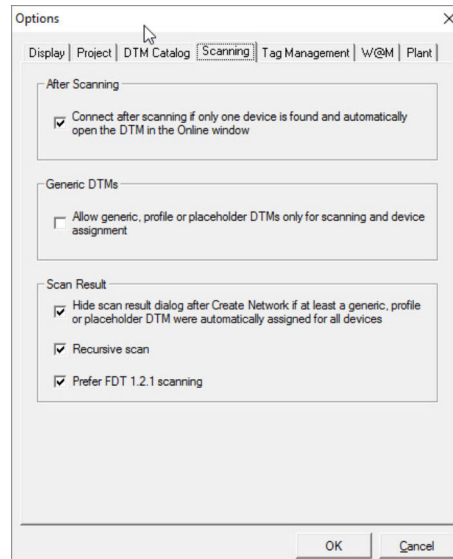 Options
Display Project DTM Catalog Scanning Tag Management W@M Plant
After Scanning
Connect after scanning if only one device is found and automatically
open the DTM in the Online window
Generic DTMs
Allow generic, profile or placeholder DTMs only for scanning and device
assignment
Scan Result
Hide scan result dialog after Create Network if at least a generic, profile
or placeholder DTM were automatically assigned for all devices
Recursive scan
Prefer FDT 1.2.1 scanning
OK Cancel